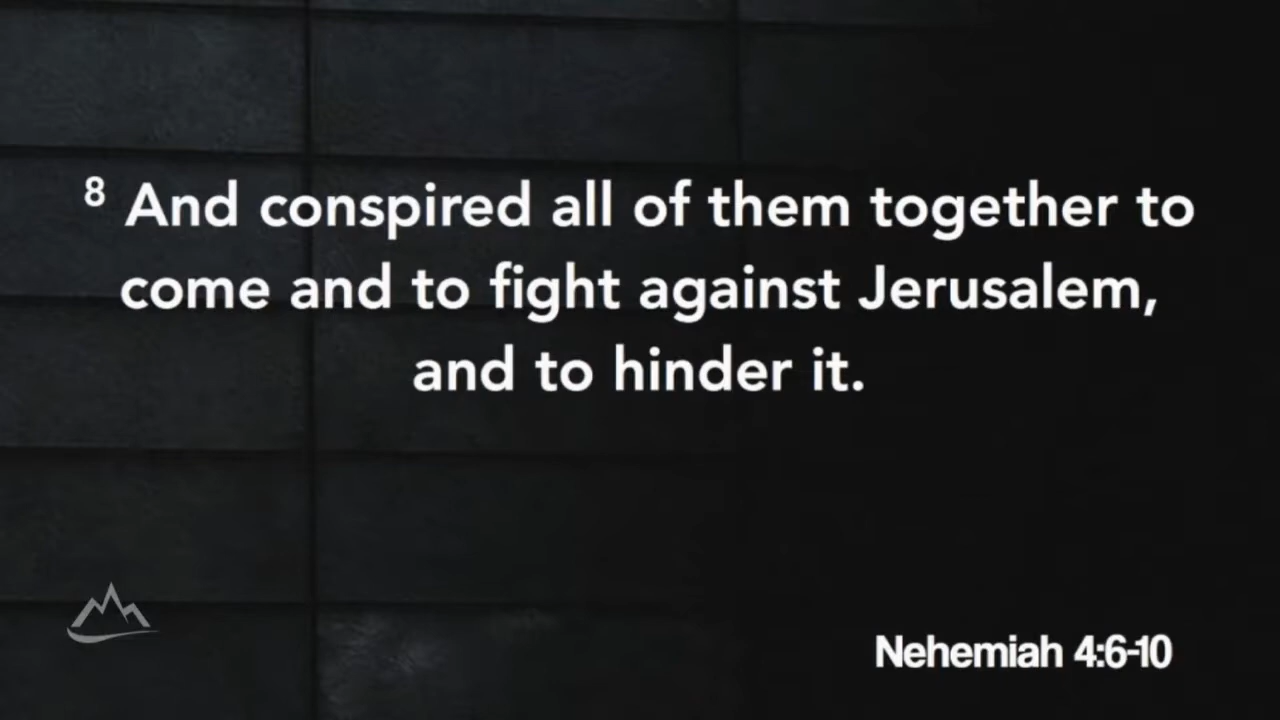 8 And conspired all of them together to
come and to fight against Jerusalem,
and to hinder it.
Nehemiah 4:6-10